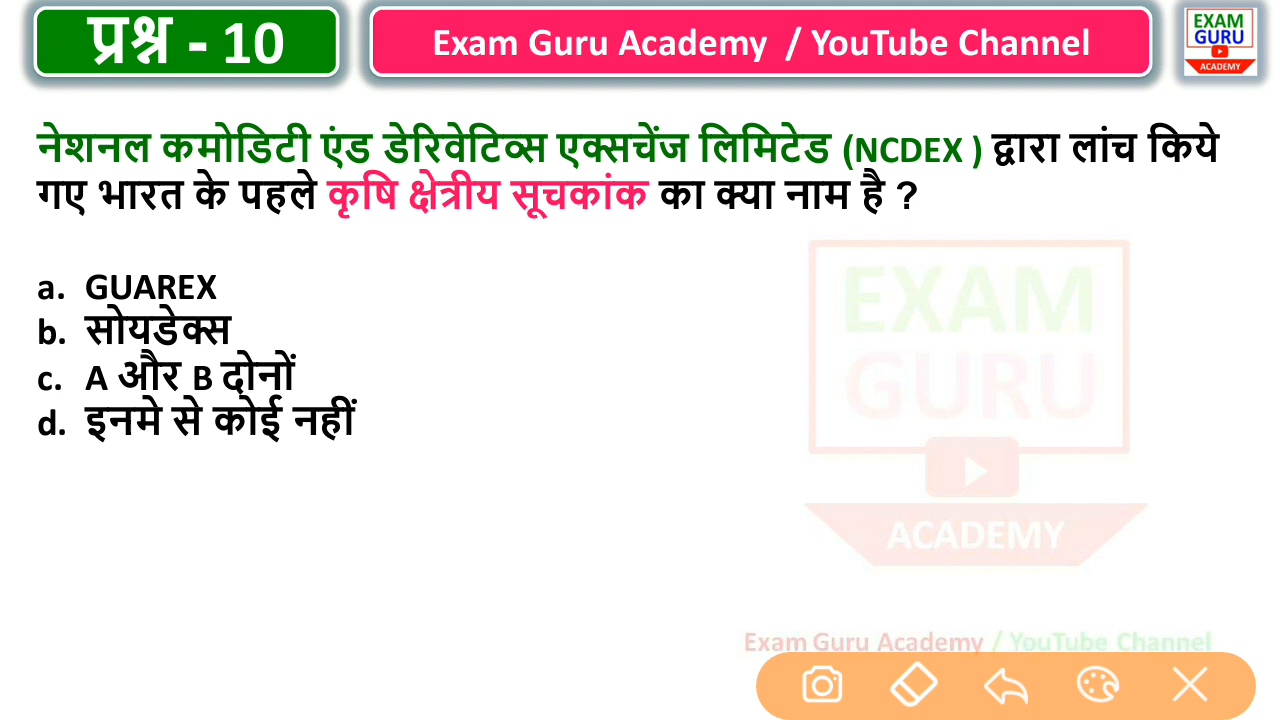 प्रश्न - 10
Exam Guru Academy / YouTube Channel
EXAM
GURU
ACADEMY
नेशनल कमोडिटी एंड डेरिवेटिव्स एक्सचेंज लिमिटेड (NCDEX ) द्वारा लांच किये
गए भारत के पहले कृषि क्षेत्रीय सूचकांक का क्या नाम है ?
a. GUAREX
b. सोयडेक्स
c. A और B दोनों
d. इनमे से कोई नहीं
EXAM
GURU
ACADEMY
Exam Guru Academy / YouTube Channel